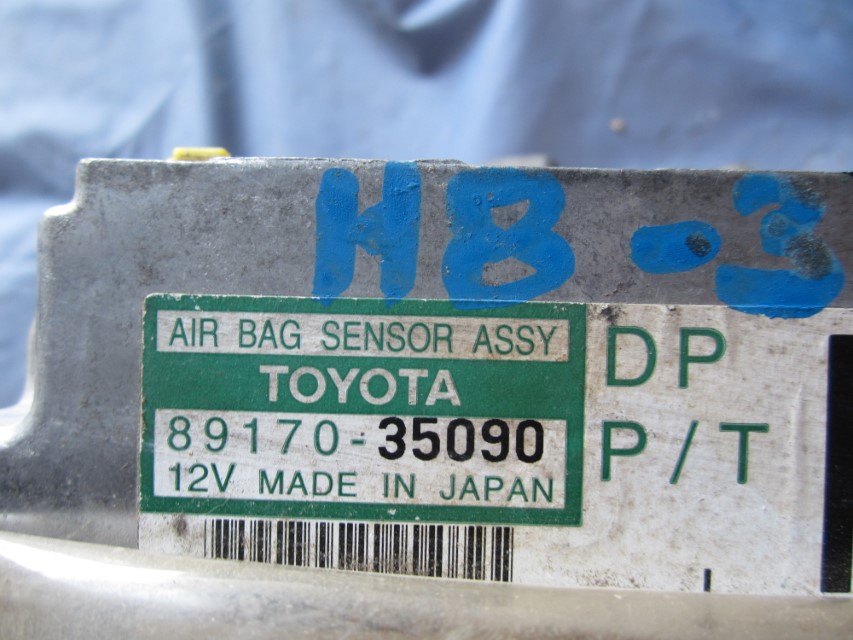 H8-3
AIR BAG SENSOR ASSY
TOYOTA
89170-35090
12V MADE IN JAPAN
DP
P/T